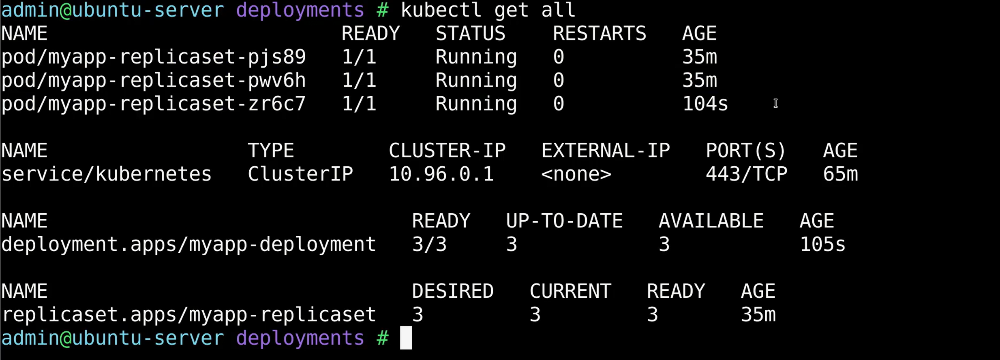 admin@ubuntu-server deployments # kubectl get all
NAME                         READY   STATUS    RESTARTS   AGE
pod/myapp-replicaset-pjs89   1/1     Running   0          35m
pod/myapp-replicaset-pwv6h   1/1     Running   0          35m
pod/myapp-replicaset-zr6c7   1/1     Running   0          104s

NAME                 TYPE        CLUSTER-IP   EXTERNAL-IP   PORT(S)   AGE
service/kubernetes   ClusterIP   10.96.0.1    <none>        443/TCP   65m

NAME                               READY   UP-TO-DATE   AVAILABLE   AGE
deployment.apps/myapp-deployment   3/3     3            3           105s

NAME                               DESIRED   CURRENT   READY   AGE
replicaset.apps/myapp-replicaset   3         3         3       35m
admin@ubuntu-server deployments #